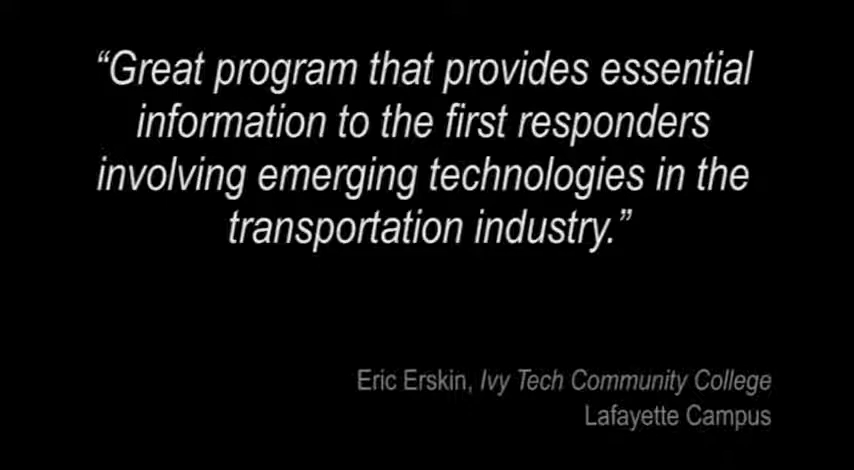 “Great program that provides essential
information to the first responders
involving emerging technologies in the
transportation industry.”
Eric Erskin, Ivy Tech Community College
Lafayette Campus